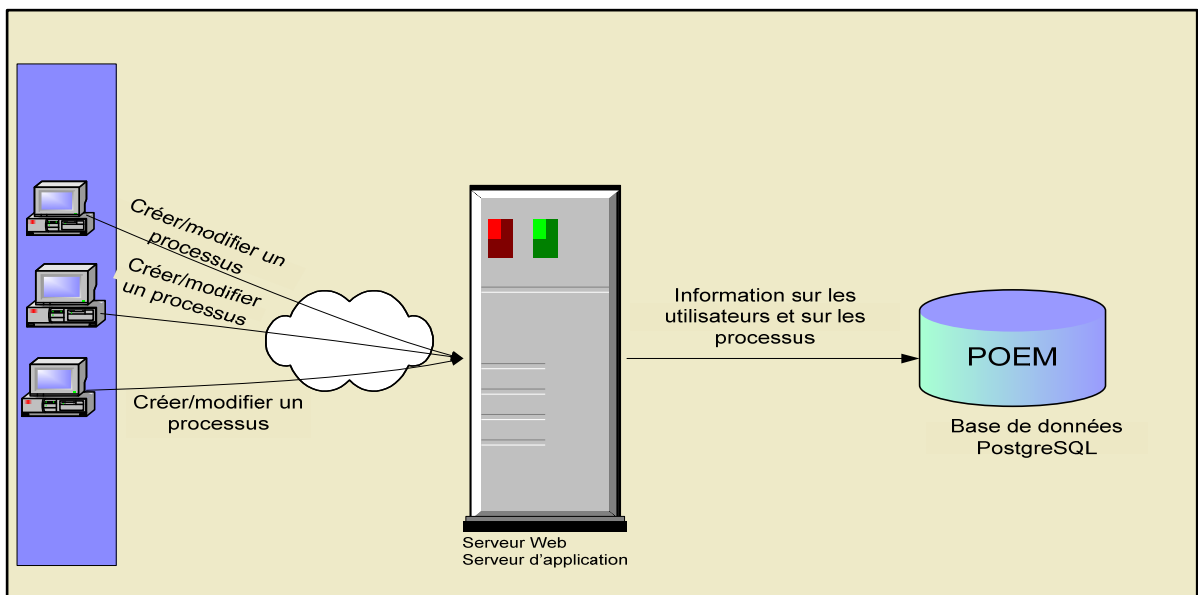 Créer/modifier un
processus
Créer/modifier
un processus
Créer/modifier un
processus
Information sur les
utilisateurs et sur les
processus
POEM
Base de données
PostgreSQL
Serveur Web
Serveur d'application